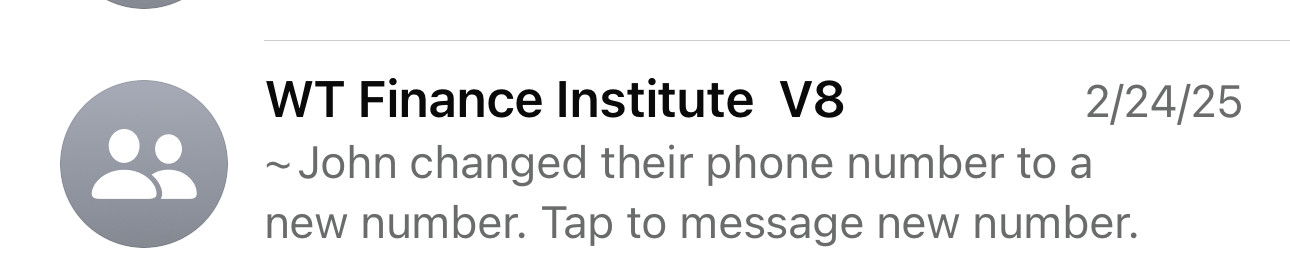 WT Finance Institute  V8
2/24/25
~ John changed their phone number to a
new number. Tap to message new number.